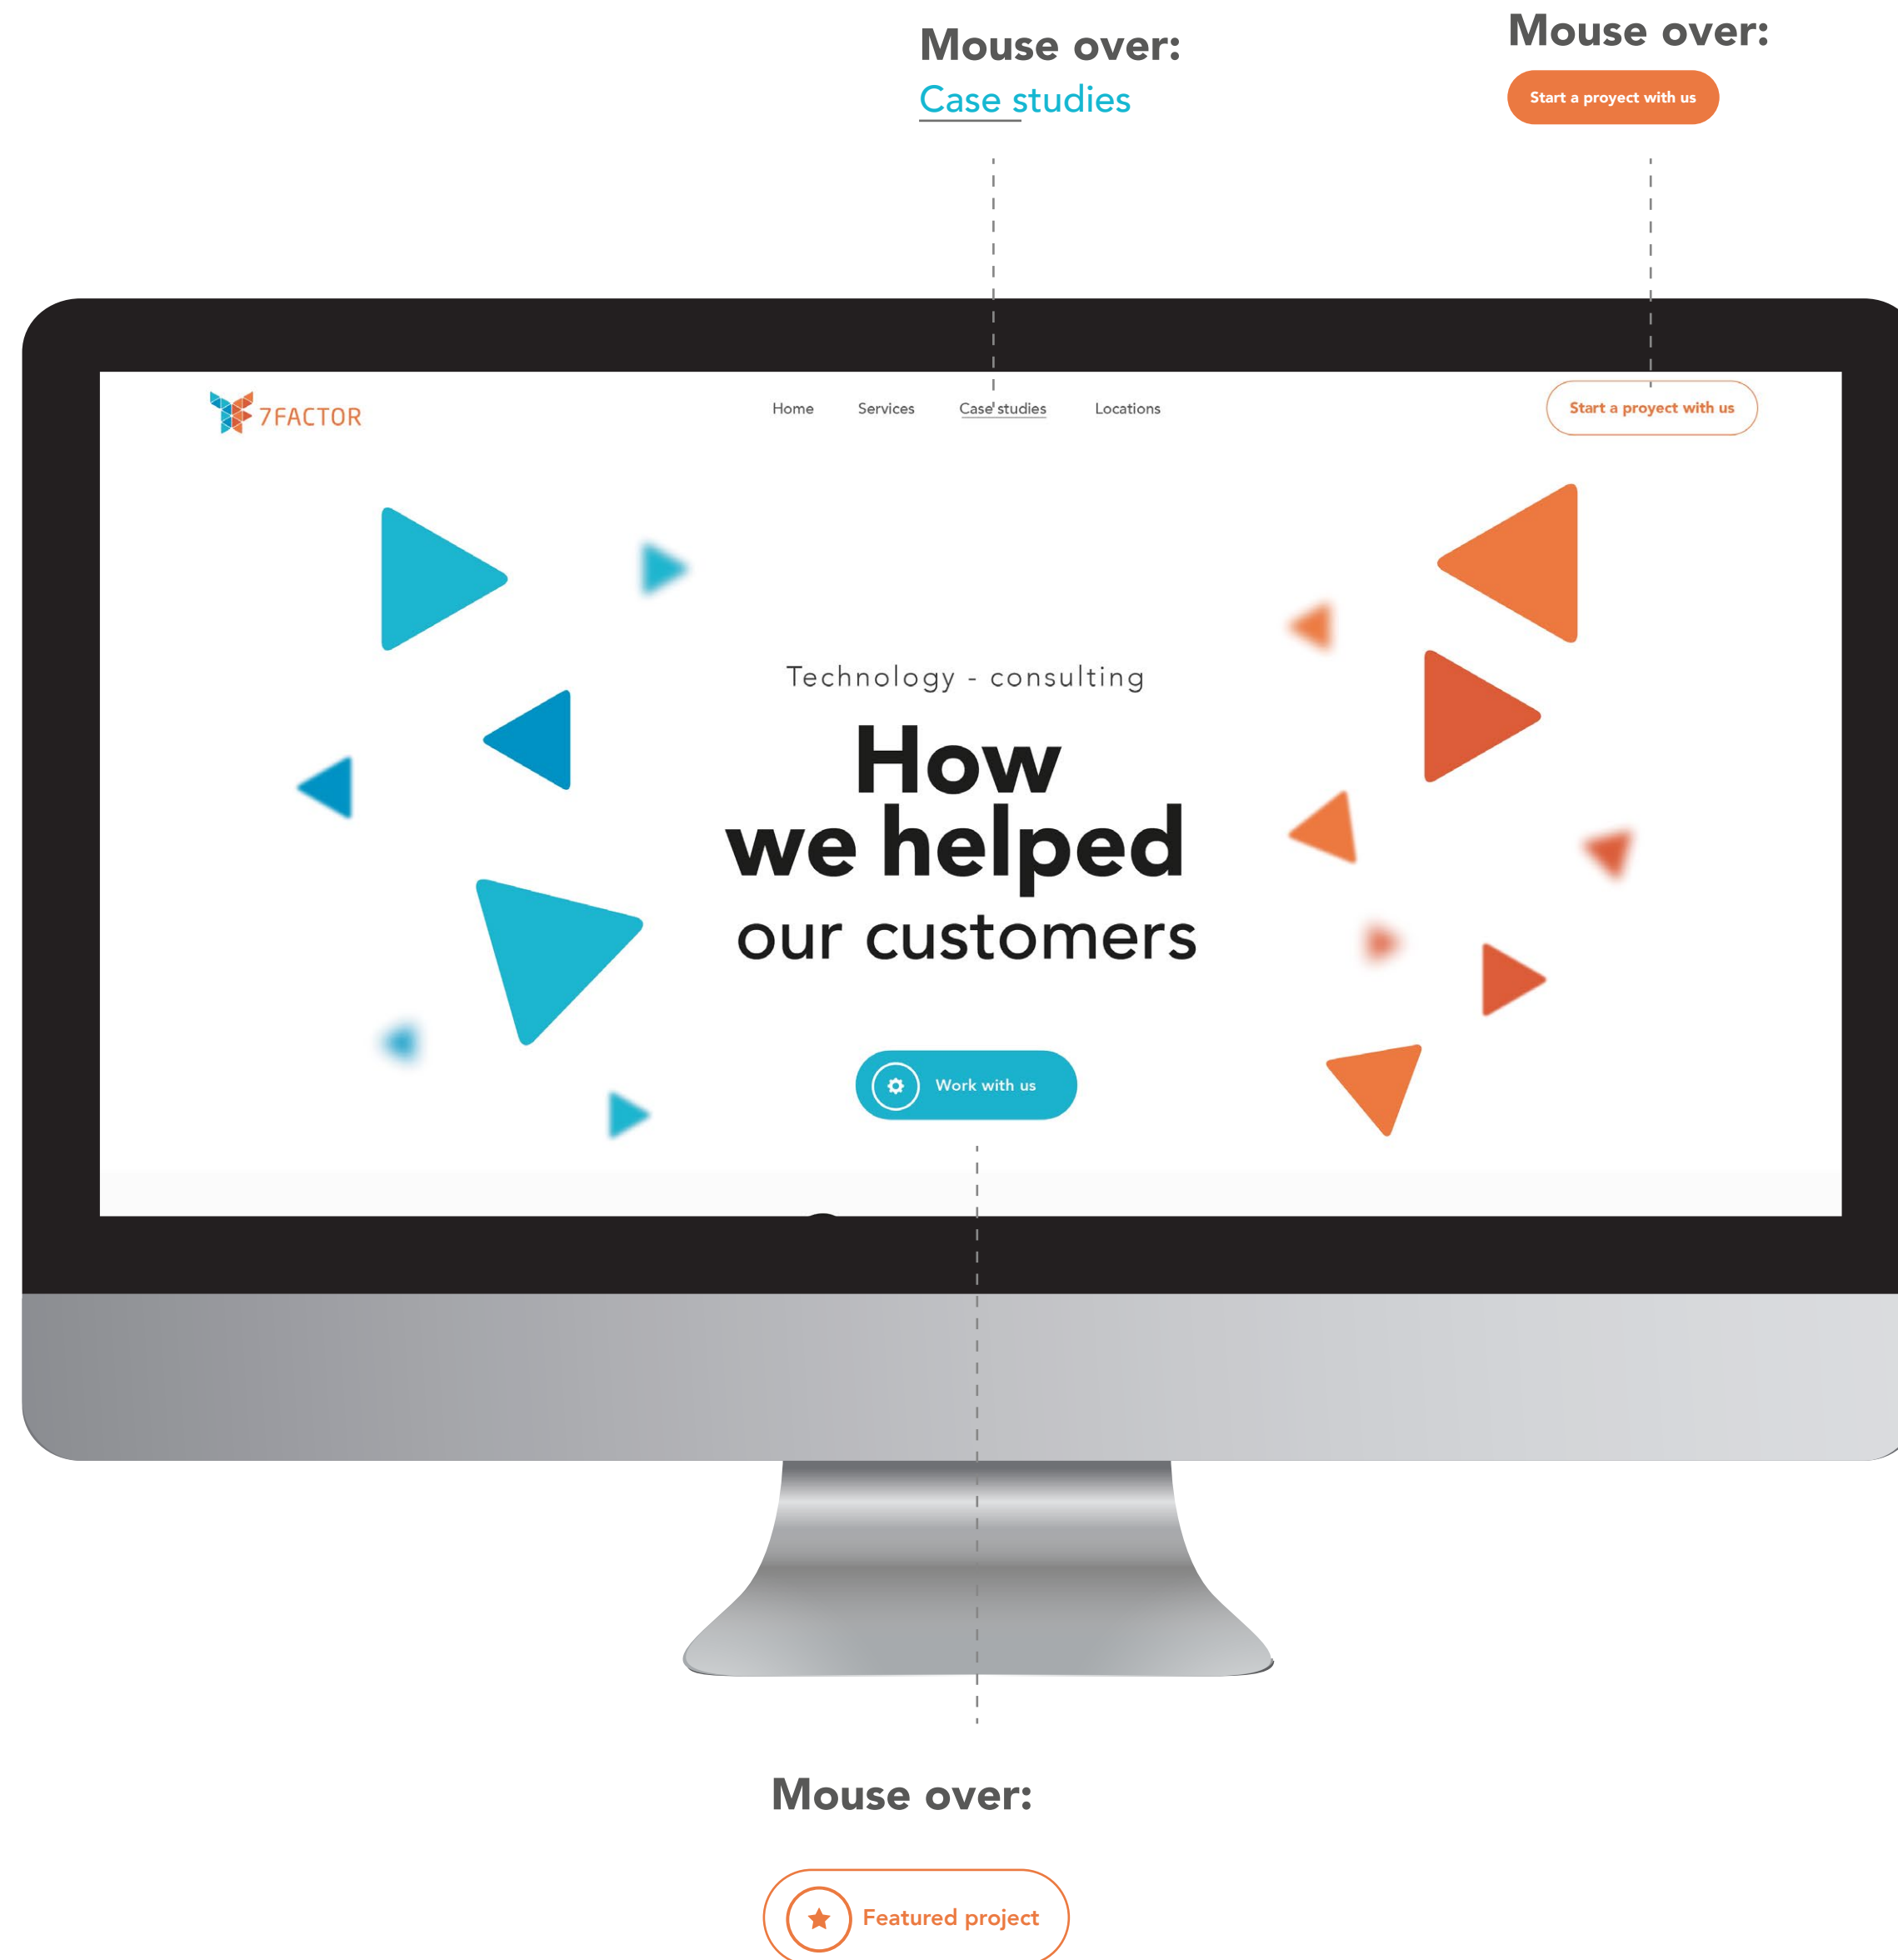 Mouse over:
Case studies
Mouse over:
Start a proyect with us
7FACTOR
Home
Services
Case studies
Locations
Start a proyect with us
Technology - consulting
How
we helped
our customers
Work with us
Mouse over:
Featured project